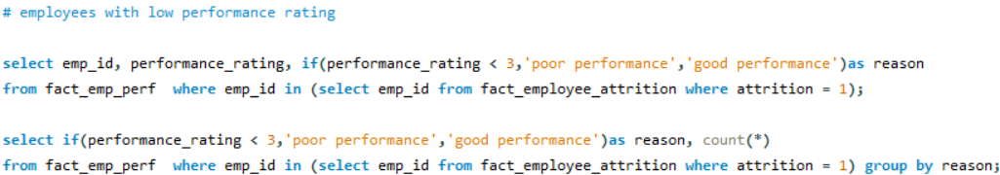 # employees with low performance rating
select emp_id, performance_rating, if(performance_rating < 3,'poor performance','good performance')as reason
from fact_emp_perf  where emp_id in (select emp_id from fact_employee_attrition where attrition = 1);
select if(performance_rating < 3,'poor performance','good performance')as reason, count(*)
from fact_emp_perf  where emp_id in (select emp_id from fact_employee_attrition where attrition = 1) group by reason;